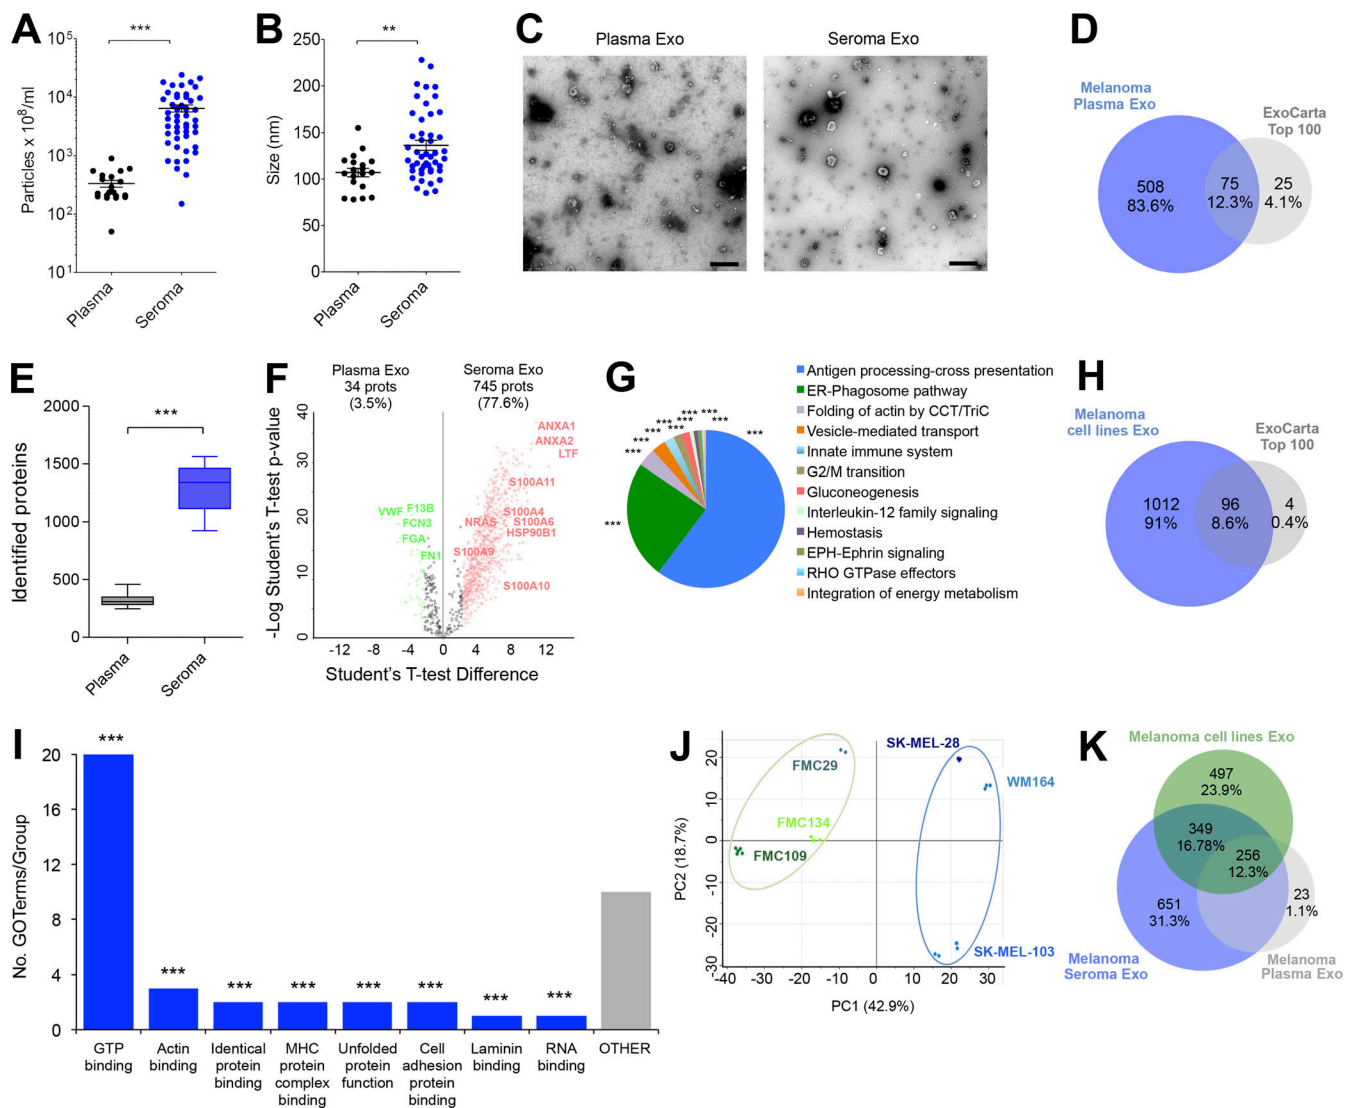 A
***
Particles x 10⁸/ml
10⁵
10⁴
10³
10²
10¹
Plasma
Seroma
B
**
Size (nm)
250
200
150
100
50
0
Plasma
Seroma
C
Plasma Exo
Seroma Exo
D
Melanoma
Plasma Exo
ExoCarta
Top 100
508
83.6%
75
12.3%
25
4.1%
E
***
Identified proteins
2000
1500
1000
500
0
Plasma
Seroma
F
Plasma Exo
34 prots
(3.5%)
Seroma Exo
745 prots
(77.6%)
-Log Student's T-test p-value
40
30
20
10
0
ANXA1
ANXA2
LTF
S100A11
VWF
F13B
FCN3
FGA
FN1
S100A4
NRAS
S100A6
HSP90B1
S100A9
S100A10
-12
-8
-4
0
4
8
12
Student's T-test Difference
G
***
***
***
***
***
***
***
***
***
***
Antigen processing-cross presentation
ER-Phagosome pathway
Folding of actin by CCT/TriC
Vesicle-mediated transport
Innate immune system
G2/M transition
Gluconeogenesis
Interleukin-12 family signaling
Hemostasis
EPH-Ephrin signaling
RHO GTPase effectors
Integration of energy metabolism
H
Melanoma
cell lines Exo
ExoCarta
Top 100
1012
91%
96
8.6%
4
0.4%
I
No. GOTerms/Group
20
16
12
8
4
0
***
***
***
***
***
***
***
***
GTP
binding
Actin
binding
Identical
protein
binding
MHC
protein
complex
binding
Unfolded
protein
function
Cell
adhesion
protein
binding
Laminin
binding
RNA
binding
OTHER
J
PC2 (18.7%)
20
10
0
-10
-20
-30
FMC29
FMC134
FMC109
SK-MEL-28
WM164
SK-MEL-103
-40
-30
-20
-10
0
10
20
30
PC1 (42.9%)
K
Melanoma cell lines Exo
497
23.9%
349
16.78%
256
12.3%
651
31.3%
23
1.1%
Melanoma
Seroma Exo
Melanoma
Plasma Exo